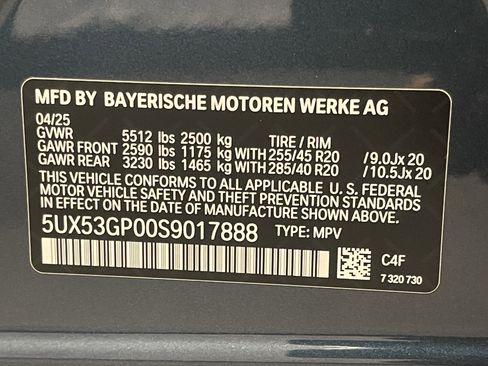 MFD BY BAYERISCHE MOTOREN WERKE AG
04/25
GVWR 5512 lbs 2500 kg TIRE / RIM
GAWR FRONT 2590 lbs 1175 kg WITH 255/45 R20 /9.0Jx 20
GAWR REAR 3230 lbs 1465 kg WITH 285/40 R20 /10.5Jx 20
THIS VEHICLE CONFORMS TO ALL APPLICABLE U.S. FEDERAL
MOTOR VEHICLE SAFETY AND THEFT PREVENTION STANDARDS
IN EFFECT ON THE DATE OF MANUFACTURE SHOWN ABOVE.
5UX53GP00S9017888 TYPE: MPV
C4F
7 320 730